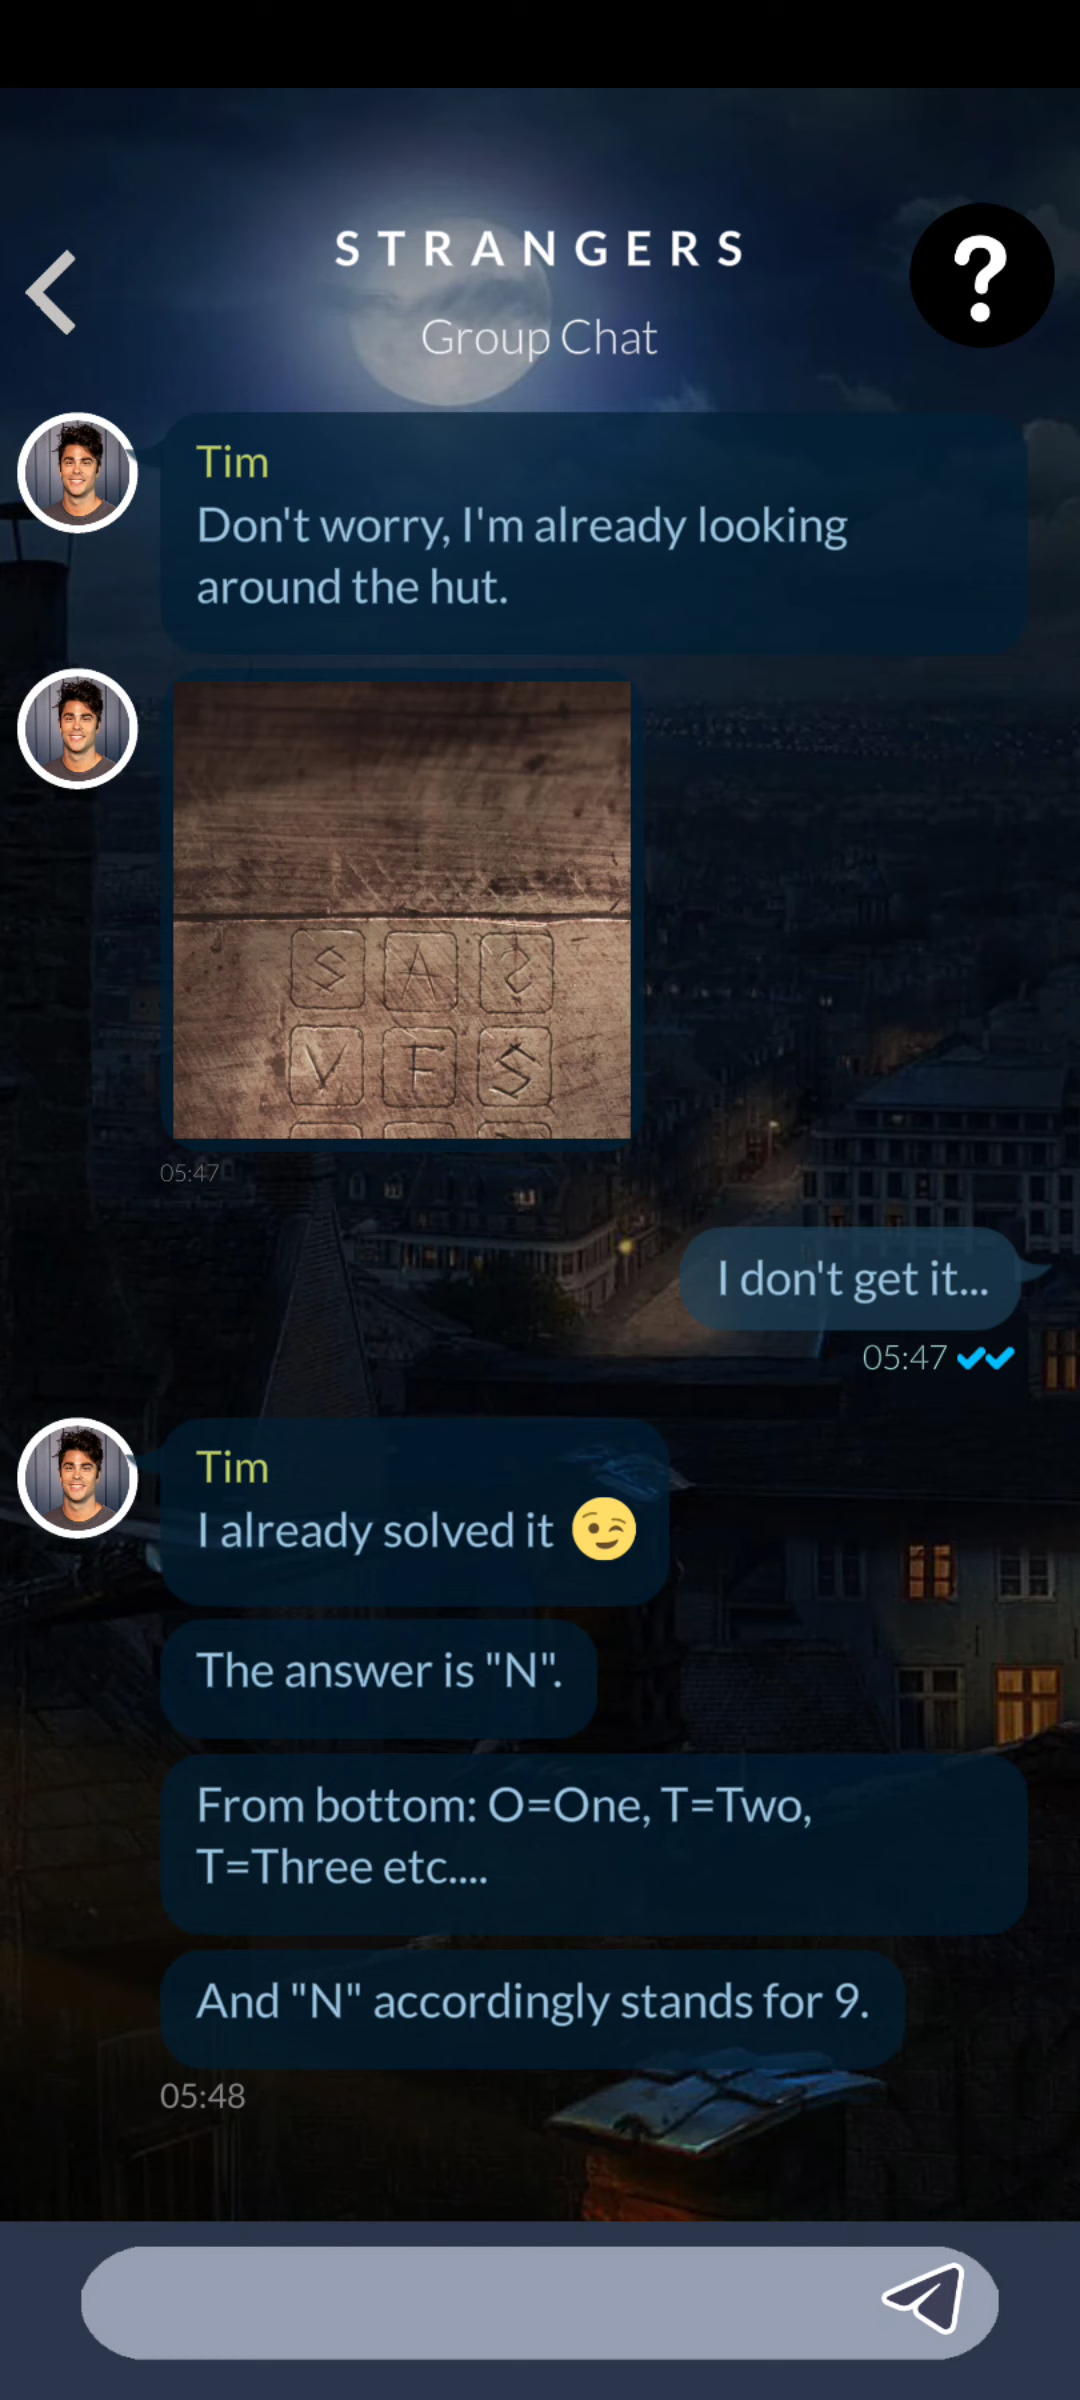 STRANGERS
Group Chat
Tim
Don't worry, I'm already looking
around the hut.
S A ?
V F S
05:47
I don't get it...
05:47
Tim
I already solved it 😉
The answer is "N".
From bottom: O=One, T=Two,
T=Three etc....
And "N" accordingly stands for 9.
05:48